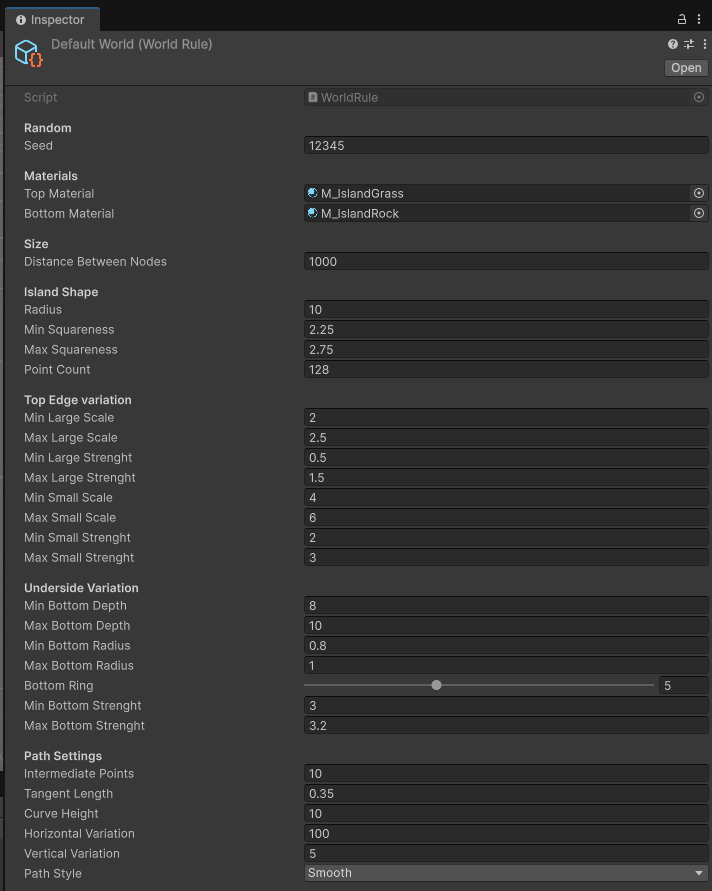 Inspector
Default World (World Rule)
Open
Script WorldRule
Random
Seed 12345
Materials
Top Material M_IslandGrass
Bottom Material M_IslandRock
Size
Distance Between Nodes 1000
Island Shape
Radius 10
Min Squareness 2.25
Max Squareness 2.75
Point Count 128
Top Edge variation
Min Large Scale 2
Max Large Scale 2.5
Min Large Strenght 0.5
Max Large Strenght 1.5
Min Small Scale 4
Max Small Scale 6
Min Small Strenght 2
Max Small Strenght 3
Underside Variation
Min Bottom Depth 8
Max Bottom Depth 10
Min Bottom Radius 0.8
Max Bottom Radius 1
Bottom Ring 5
Min Bottom Strenght 3
Max Bottom Strenght 3.2
Path Settings
Intermediate Points 10
Tangent Length 0.35
Curve Height 10
Horizontal Variation 100
Vertical Variation 5
Path Style Smooth